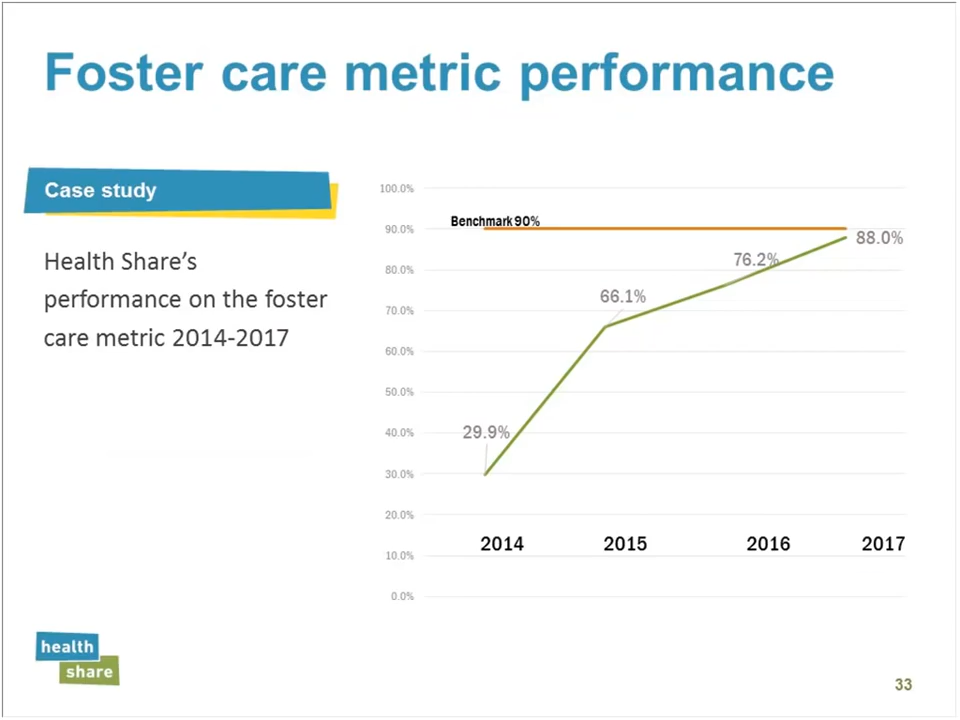 Foster care metric performance
Case study
Health Share’s
performance on the foster
care metric 2014-2017
100.0%
Benchmark 90%
90.0%
88.0%
76.2%
80.0%
66.1%
70.0%
60.0%
50.0%
29.9%
40.0%
30.0%
20.0%
2014 2015 2016 2017
10.0%
0.0%
health
share
33